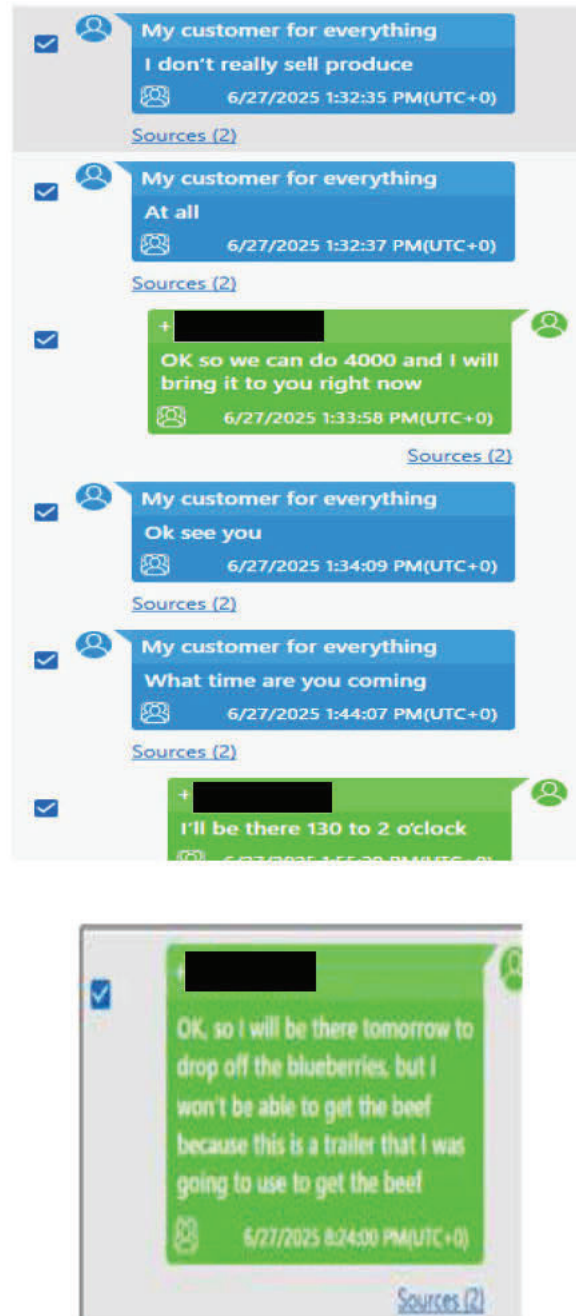 My customer for everything
I don't really sell produce
6/27/2025 1:32:35 PM(UTC+0)
Sources (2)
My customer for everything
At all
6/27/2025 1:32:37 PM(UTC+0)
Sources (2)
+
OK so we can do 4000 and I will
bring it to you right now
6/27/2025 1:33:58 PM(UTC+0)
Sources (2)
My customer for everything
Ok see you
6/27/2025 1:34:09 PM(UTC+0)
Sources (2)
My customer for everything
What time are you coming
6/27/2025 1:44:07 PM(UTC+0)
Sources (2)
+
I'll be there 130 to 2 o'clock
+
OK, so I will be there tomorrow to
drop off the blueberries, but I
won't be able to get the beef
because this is a trailer that I was
going to use to get the beef
6/27/2025 8:24:00 PM(UTC+0)
Sources (2)